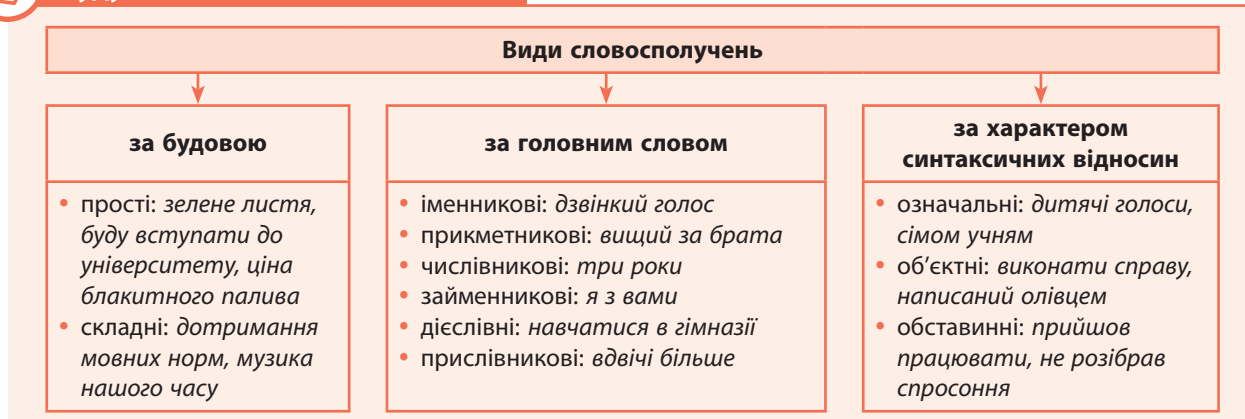 Види словосполучень
за будовою
• прості: зелене листя,
буду вступати до
університету, ціна
блакитного палива
• складні: дотримання
мовних норм, музика
нашого часу
за головним словом
• іменникові: дзвінкий голос
• прикметникові: вищий за брата
• числівникові: три роки
• займенникові: я з вами
• дієслівні: навчатися в гімназії
• прислівникові: вдвічі більше
за характером
синтаксичних відносин
• означальні: дитячі голоси,
сімом учням
• об’єктні: виконати справу,
написаний олівцем
• обставинні: прийшов
працювати, не розібрав
спросоння